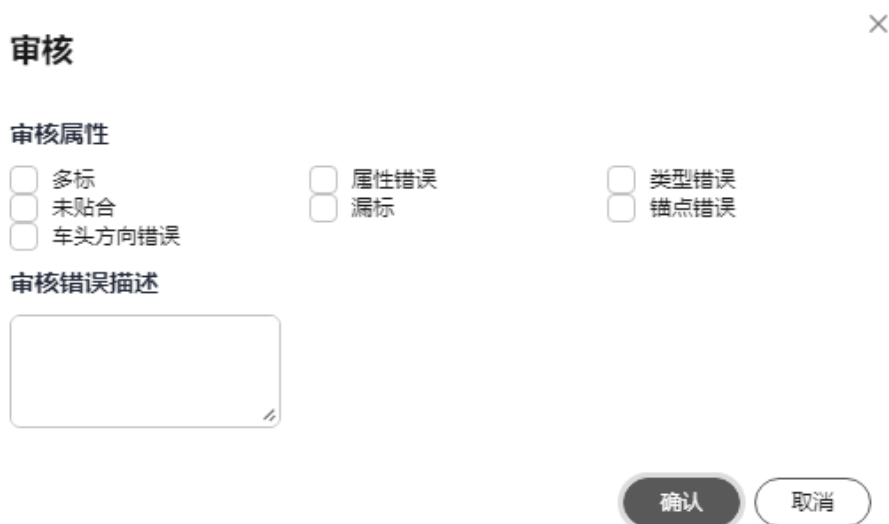 审核
审核属性
多标 属性错误 类型错误
未贴合 漏标 锚点错误
车头方向错误
审核错误描述
确认 取消